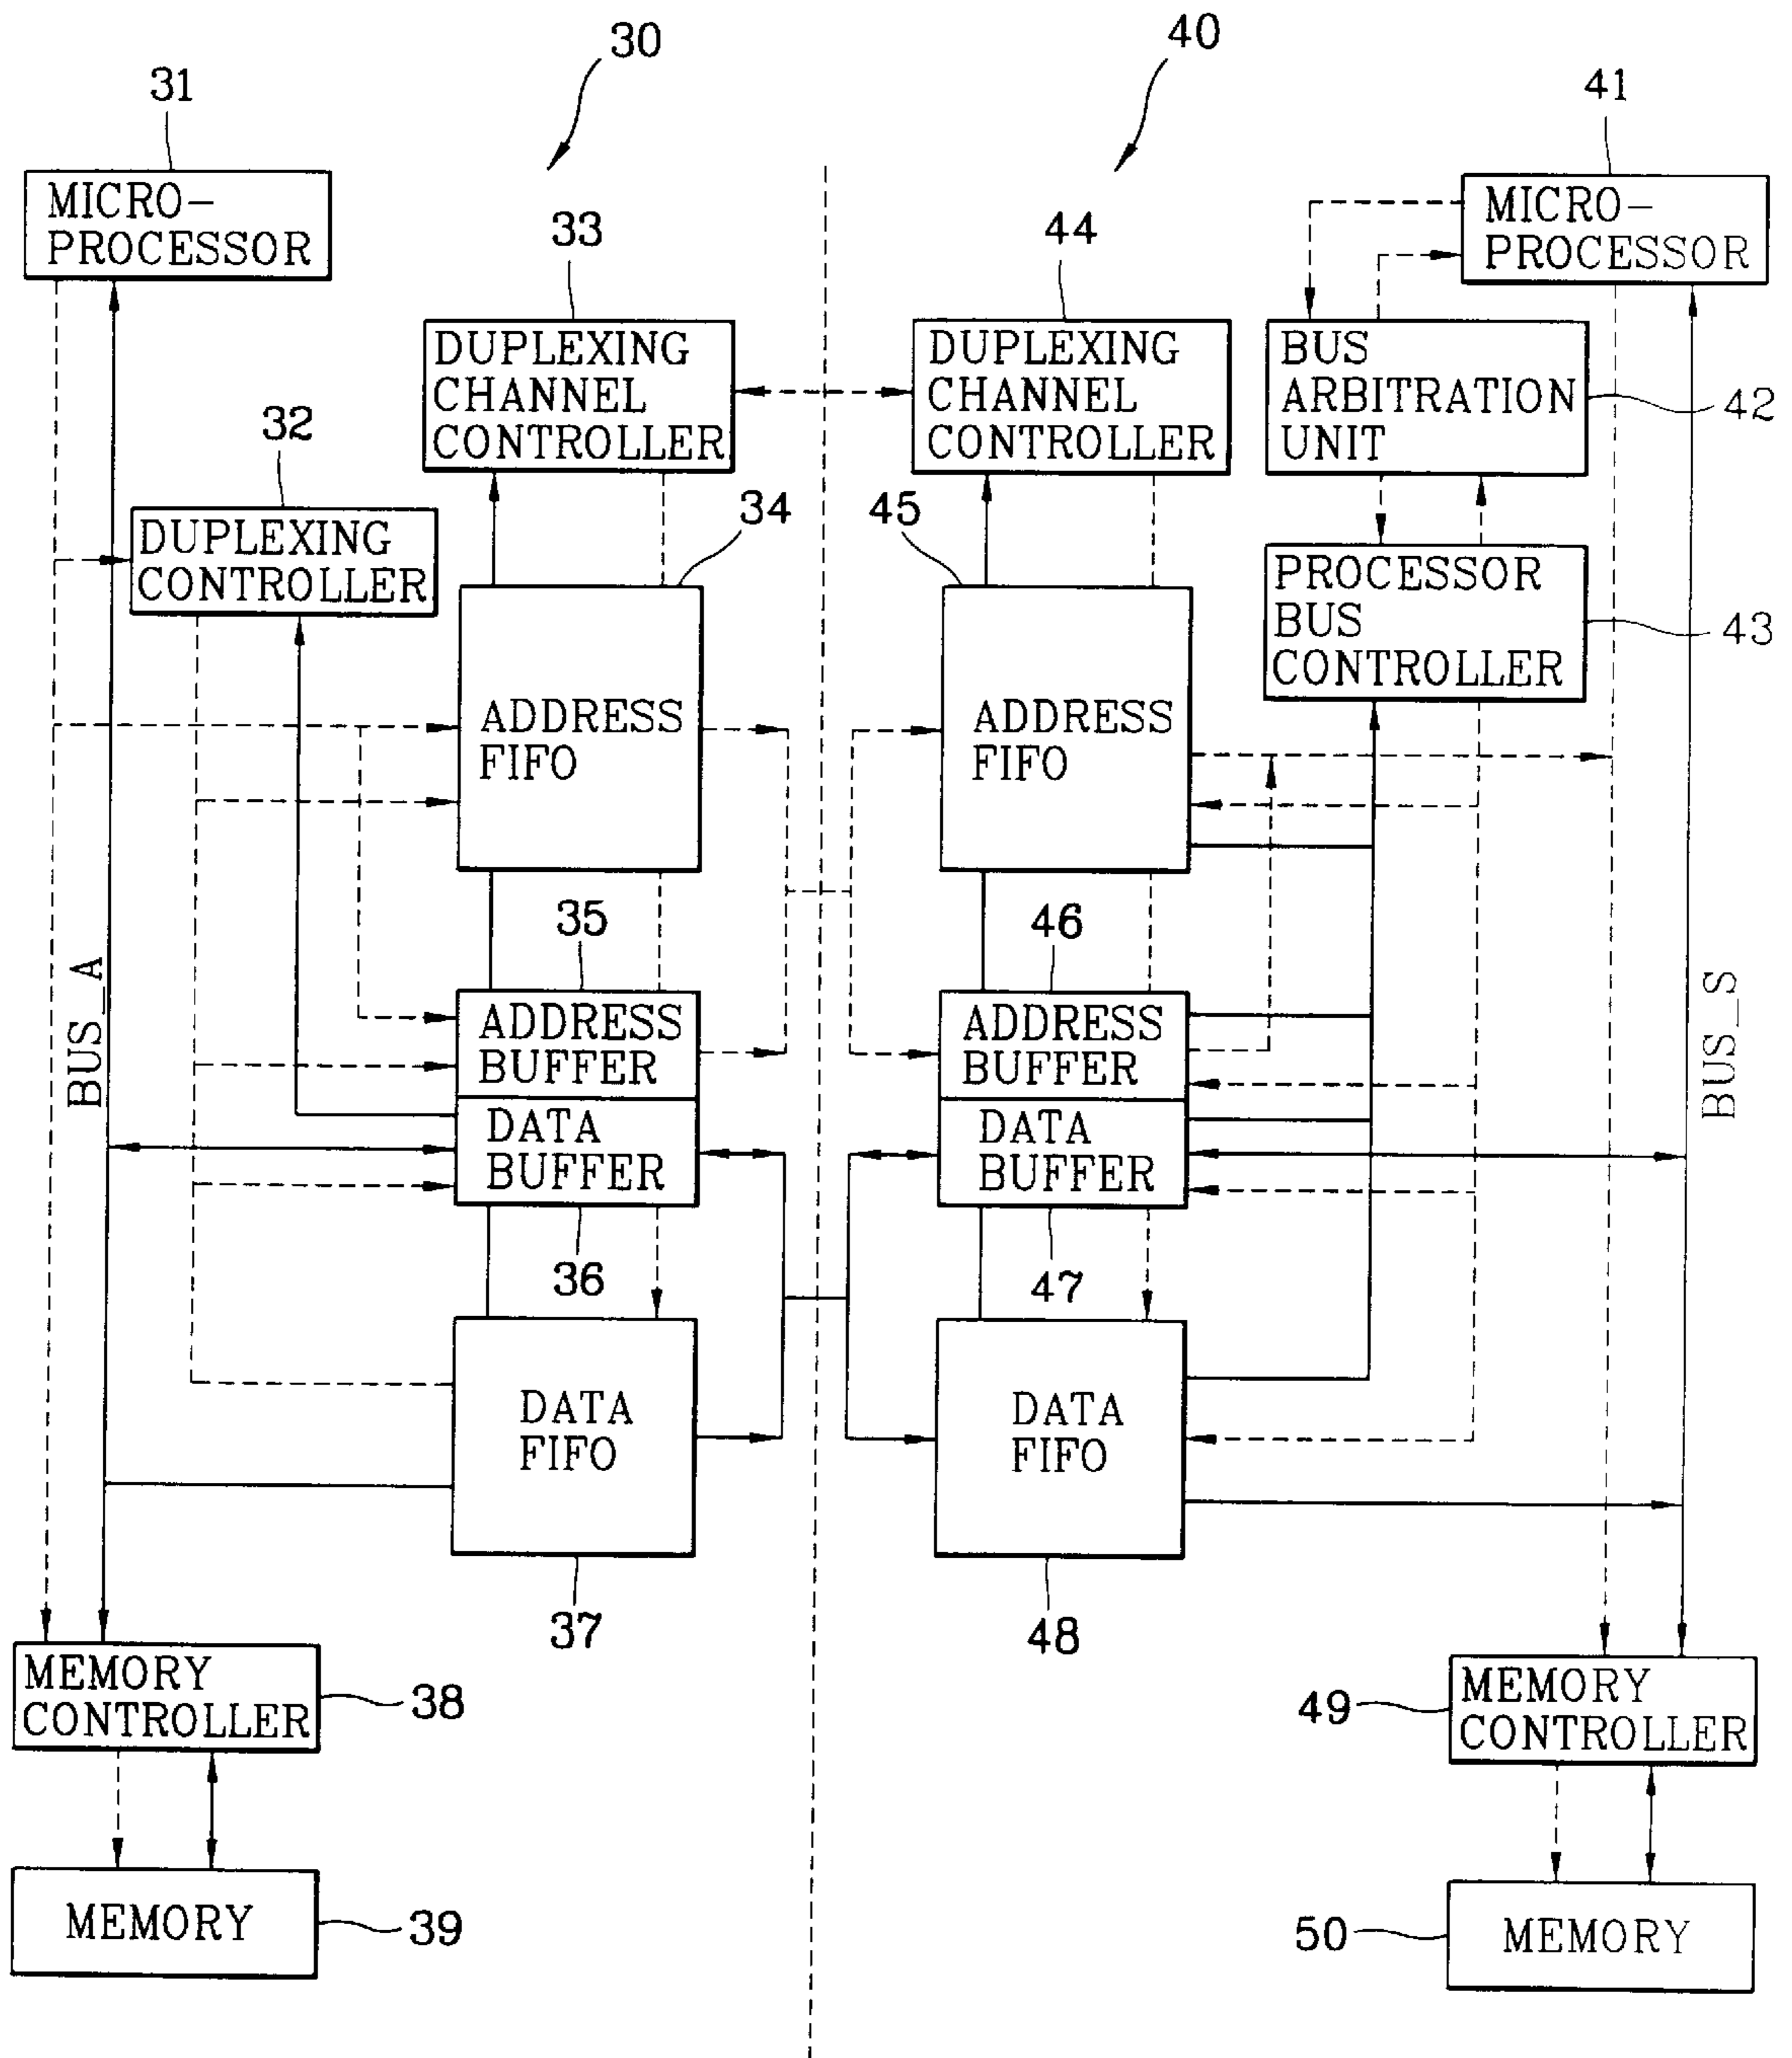 30
40
31
41
MICRO-
PROCESSOR
MICRO-
PROCESSOR
33
44
DUPLEXING
CHANNEL
CONTROLLER
DUPLEXING
CHANNEL
CONTROLLER
BUS
ARBITRATION
UNIT
42
32
DUPLEXING
CONTROLLER
34
45
PROCESSOR
BUS
CONTROLLER
43
ADDRESS
FIFO
ADDRESS
FIFO
35
46
BUS_A
BUS_S
ADDRESS
BUFFER
ADDRESS
BUFFER
DATA
BUFFER
DATA
BUFFER
36
47
DATA
FIFO
DATA
FIFO
37
48
MEMORY
CONTROLLER
38
49
MEMORY
CONTROLLER
MEMORY
39
50
MEMORY